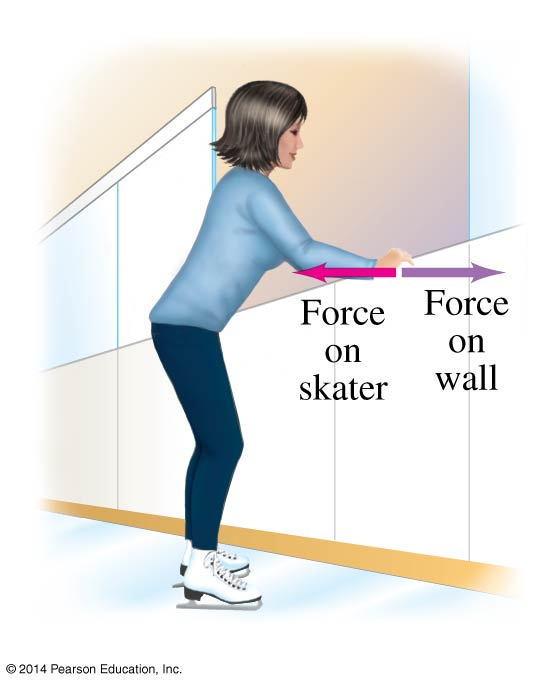 Force
on
skater
Force
on
wall
© 2014 Pearson Education, Inc.